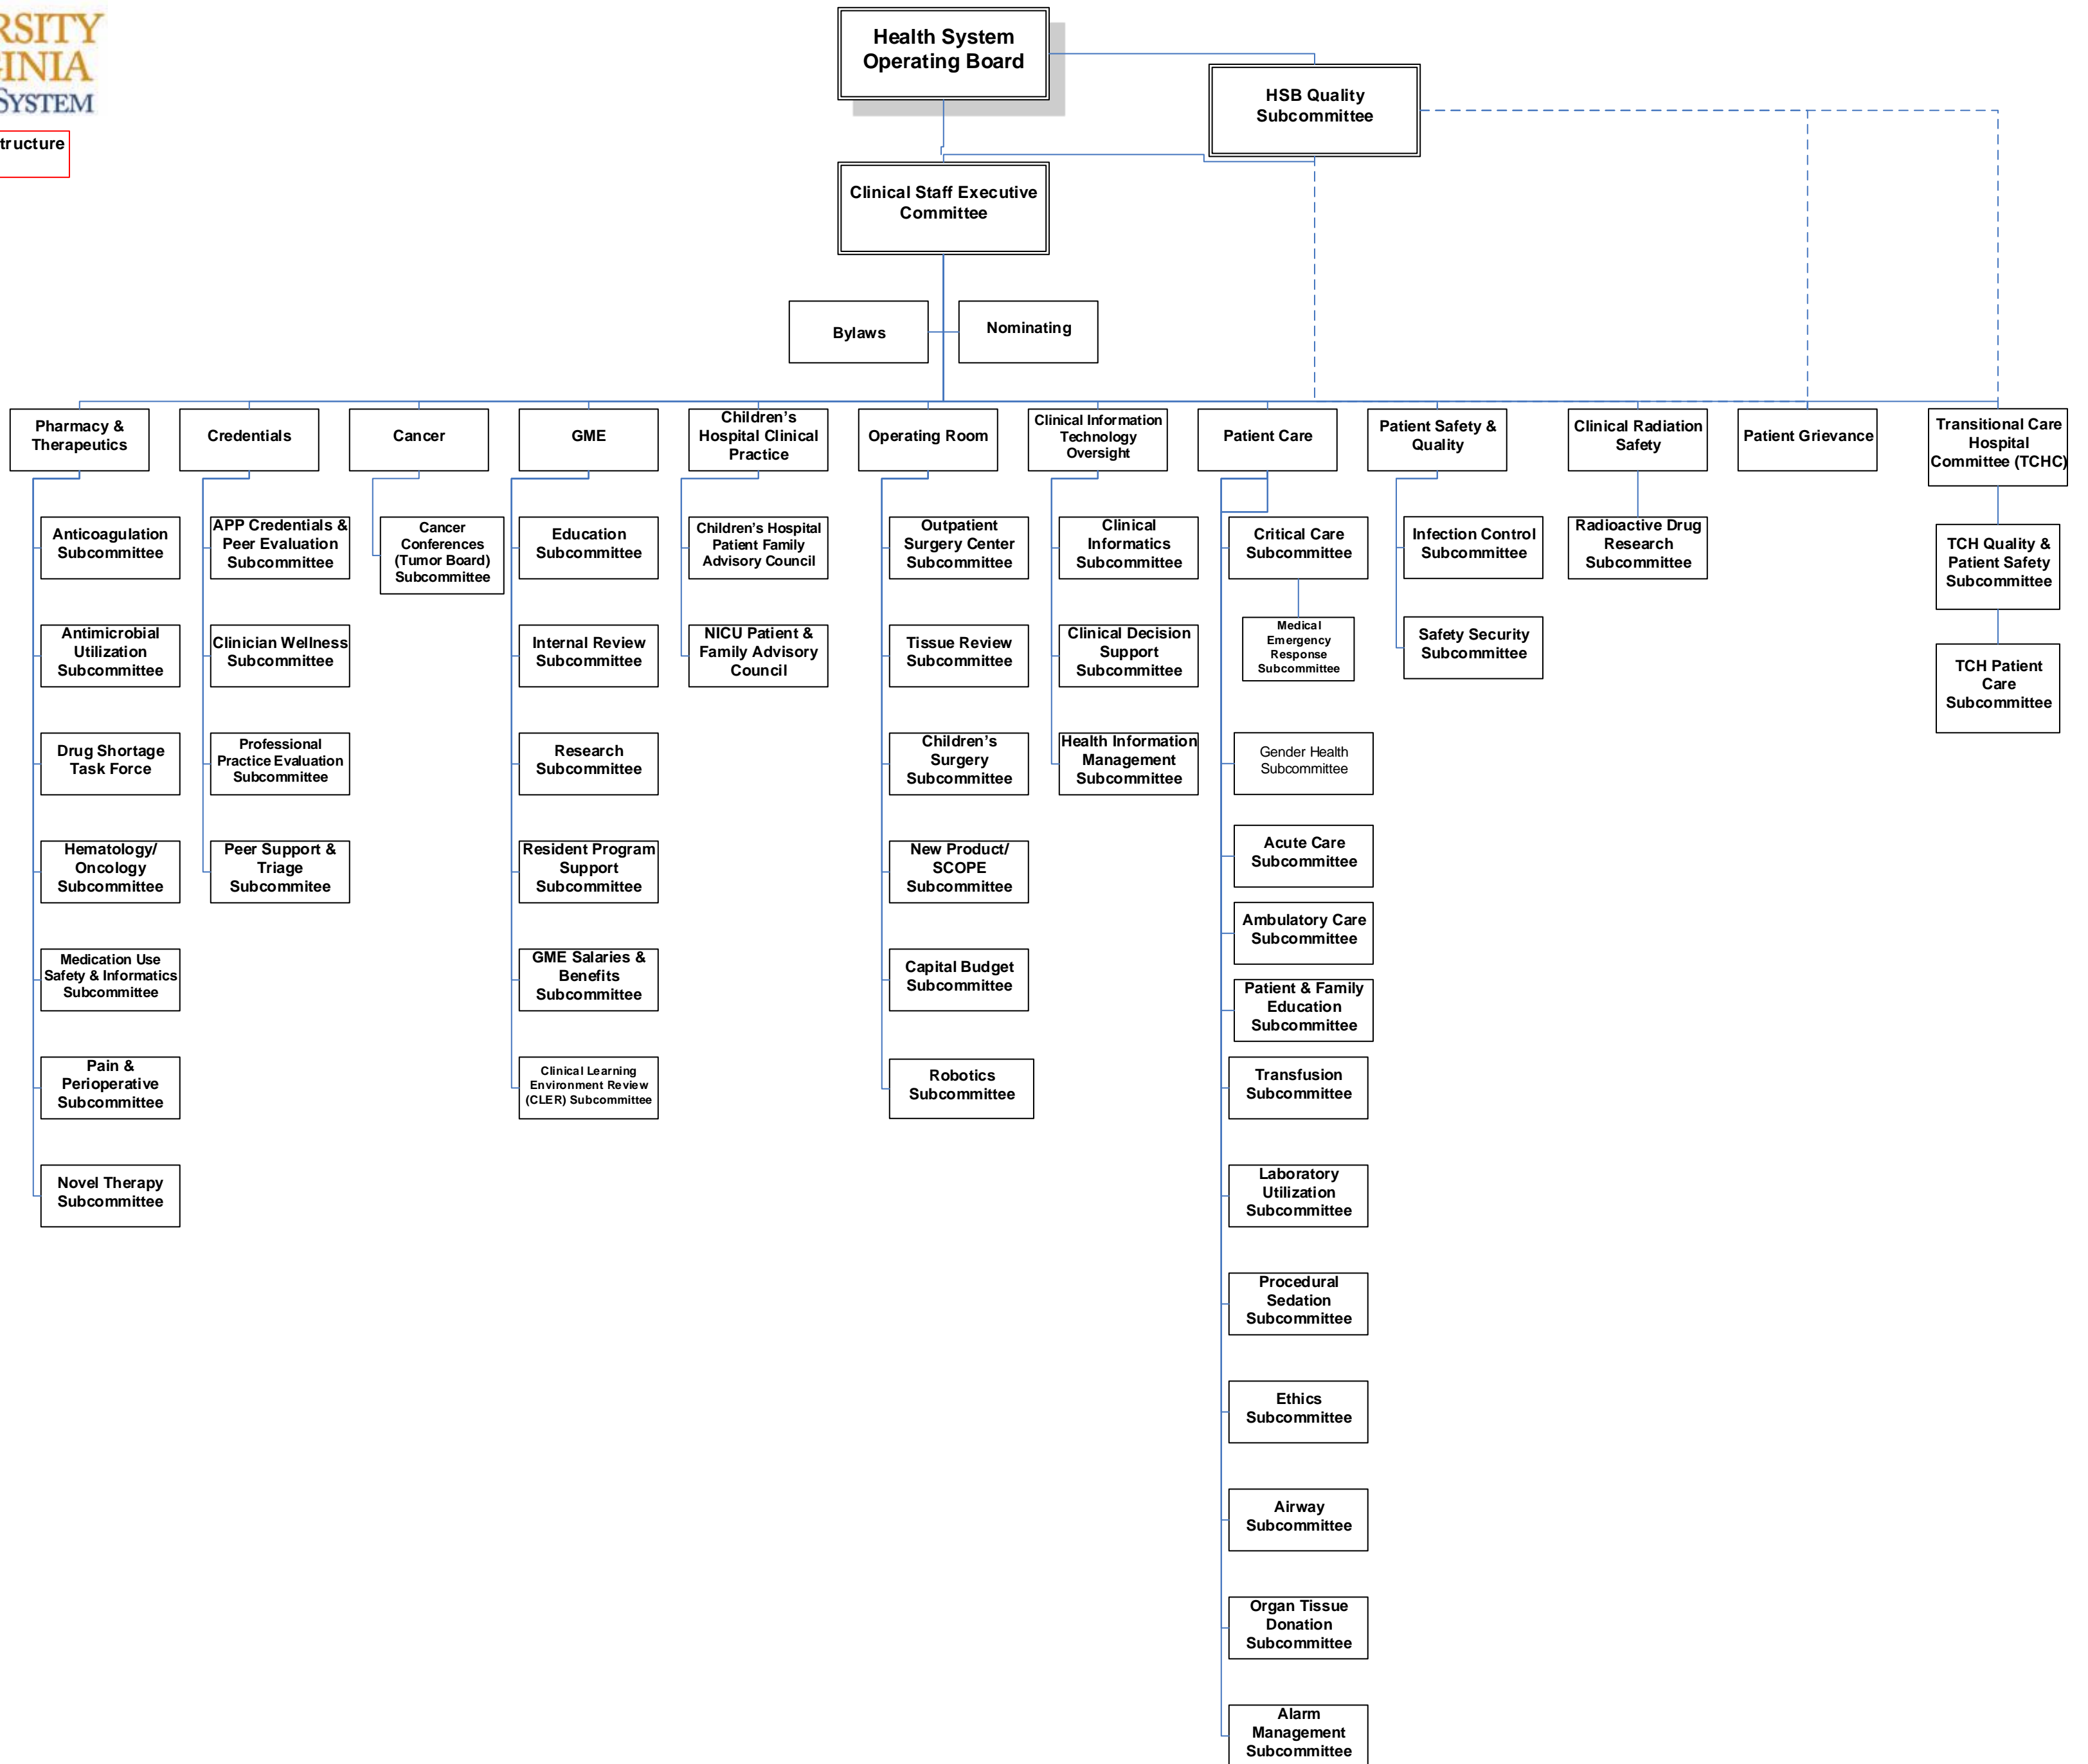 RSITY
GINIA
SYSTEM
tructure
Health System
Operating Board
HSB Quality
Subcommittee
Clinical Staff Executive
Committee
Bylaws
Nominating
Pharmacy &
Therapeutics
Credentials
Cancer
GME
Children’s
Hospital Clinical
Practice
Operating Room
Clinical Information
Technology
Oversight
Patient Care
Patient Safety &
Quality
Clinical Radiation
Safety
Patient Grievance
Transitional Care
Hospital
Committee (TCHC)
Anticoagulation
Subcommittee
Antimicrobial
Utilization
Subcommittee
Drug Shortage
Task Force
Hematology/
Oncology
Subcommittee
Medication Use
Safety & Informatics
Subcommittee
Pain &
Perioperative
Subcommittee
Novel Therapy
Subcommittee
APP Credentials &
Peer Evaluation
Subcommittee
Clinician Wellness
Subcommittee
Professional
Practice Evaluation
Subcommittee
Peer Support &
Triage
Subcommitee
Cancer
Conferences
(Tumor Board)
Subcommittee
Education
Subcommittee
Internal Review
Subcommittee
Research
Subcommittee
Resident Program
Support
Subcommittee
GME Salaries &
Benefits
Subcommittee
Clinical Learning
Environment Review
(CLER) Subcommittee
Children’s Hospital
Patient Family
Advisory Council
NICU Patient &
Family Advisory
Council
Outpatient
Surgery Center
Subcommittee
Tissue Review
Subcommittee
Children’s
Surgery
Subcommittee
New Product/
SCOPE
Subcommittee
Capital Budget
Subcommittee
Robotics
Subcommittee
Clinical
Informatics
Subcommittee
Clinical Decision
Support
Subcommittee
Health Information
Management
Subcommittee
Critical Care
Subcommittee
Medical
Emergency
Response
Subcommittee
Gender Health
Subcommittee
Acute Care
Subcommittee
Ambulatory Care
Subcommittee
Patient & Family
Education
Subcommittee
Transfusion
Subcommittee
Laboratory
Utilization
Subcommittee
Procedural
Sedation
Subcommittee
Ethics
Subcommittee
Airway
Subcommittee
Organ Tissue
Donation
Subcommittee
Alarm
Management
Subcommittee
Infection Control
Subcommittee
Safety Security
Subcommittee
Radioactive Drug
Research
Subcommittee
TCH Quality &
Patient Safety
Subcommittee
TCH Patient
Care
Subcommittee